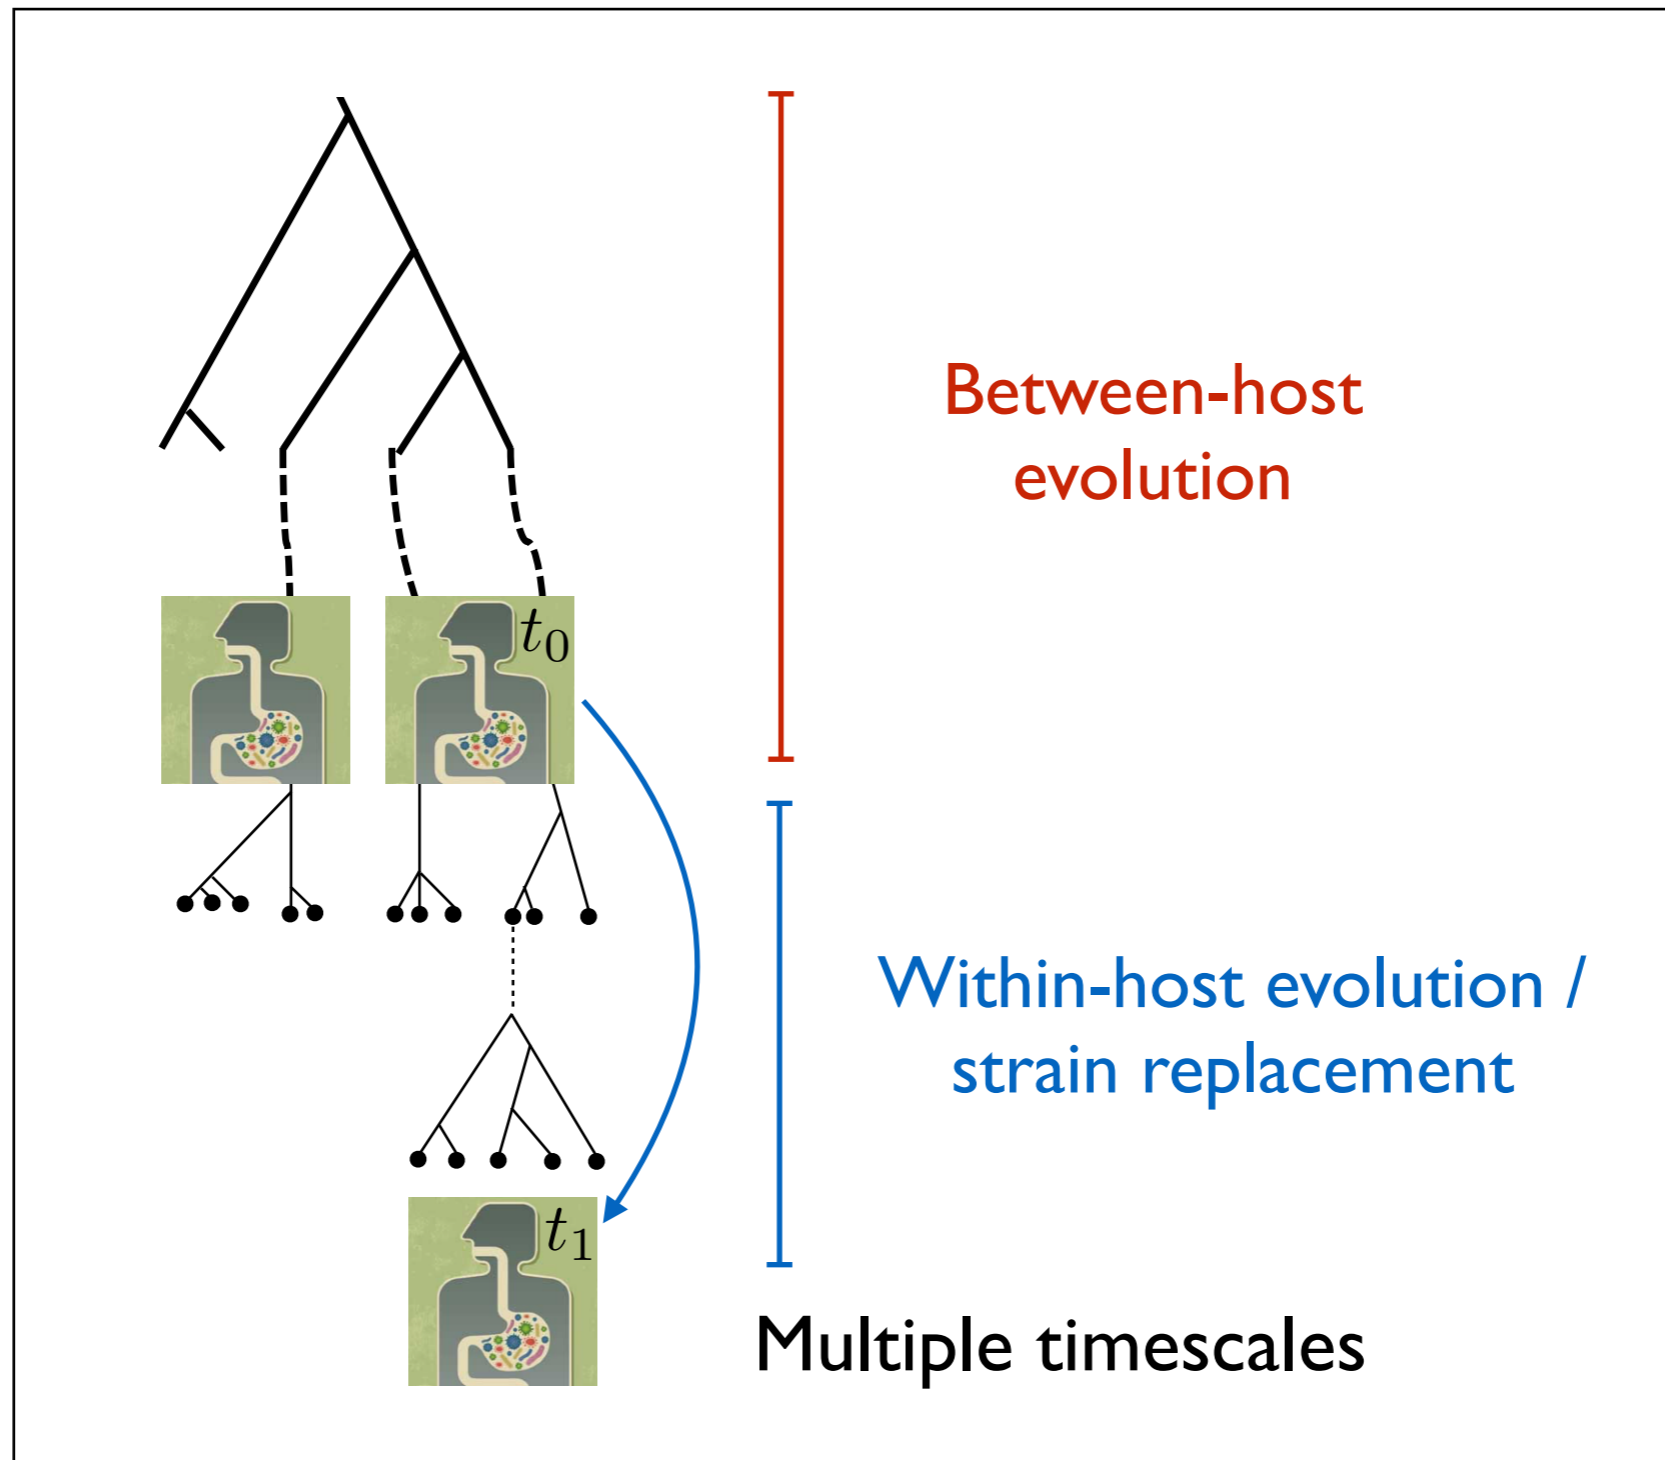 t₀
Between-host
evolution
Within-host evolution /
strain replacement
t₁
Multiple timescales